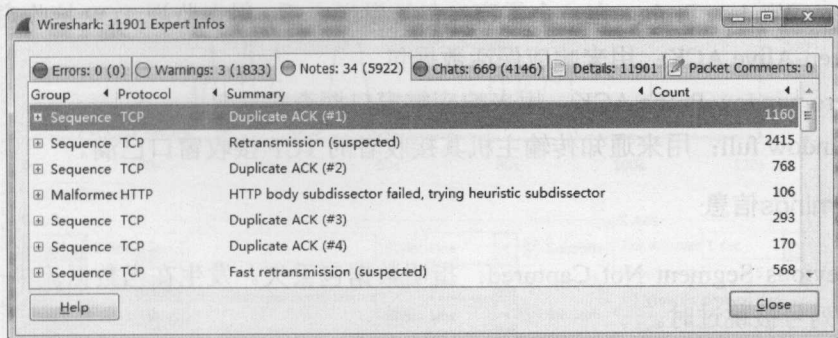 Wireshark: 11901 Expert Infos
Errors: 0 (0) Warnings: 3 (1833) Notes: 34 (5922) Chats: 669 (4146) Details: 11901 Packet Comments: 0
Group Protocol Summary Count
Sequence TCP Duplicate ACK (#1) 1160
Sequence TCP Retransmission (suspected) 2415
Sequence TCP Duplicate ACK (#2) 768
Malformed HTTP HTTP body subdissector failed, trying heuristic subdissector 106
Sequence TCP Duplicate ACK (#3) 293
Sequence TCP Duplicate ACK (#4) 170
Sequence TCP Fast retransmission (suspected) 568
Help Close